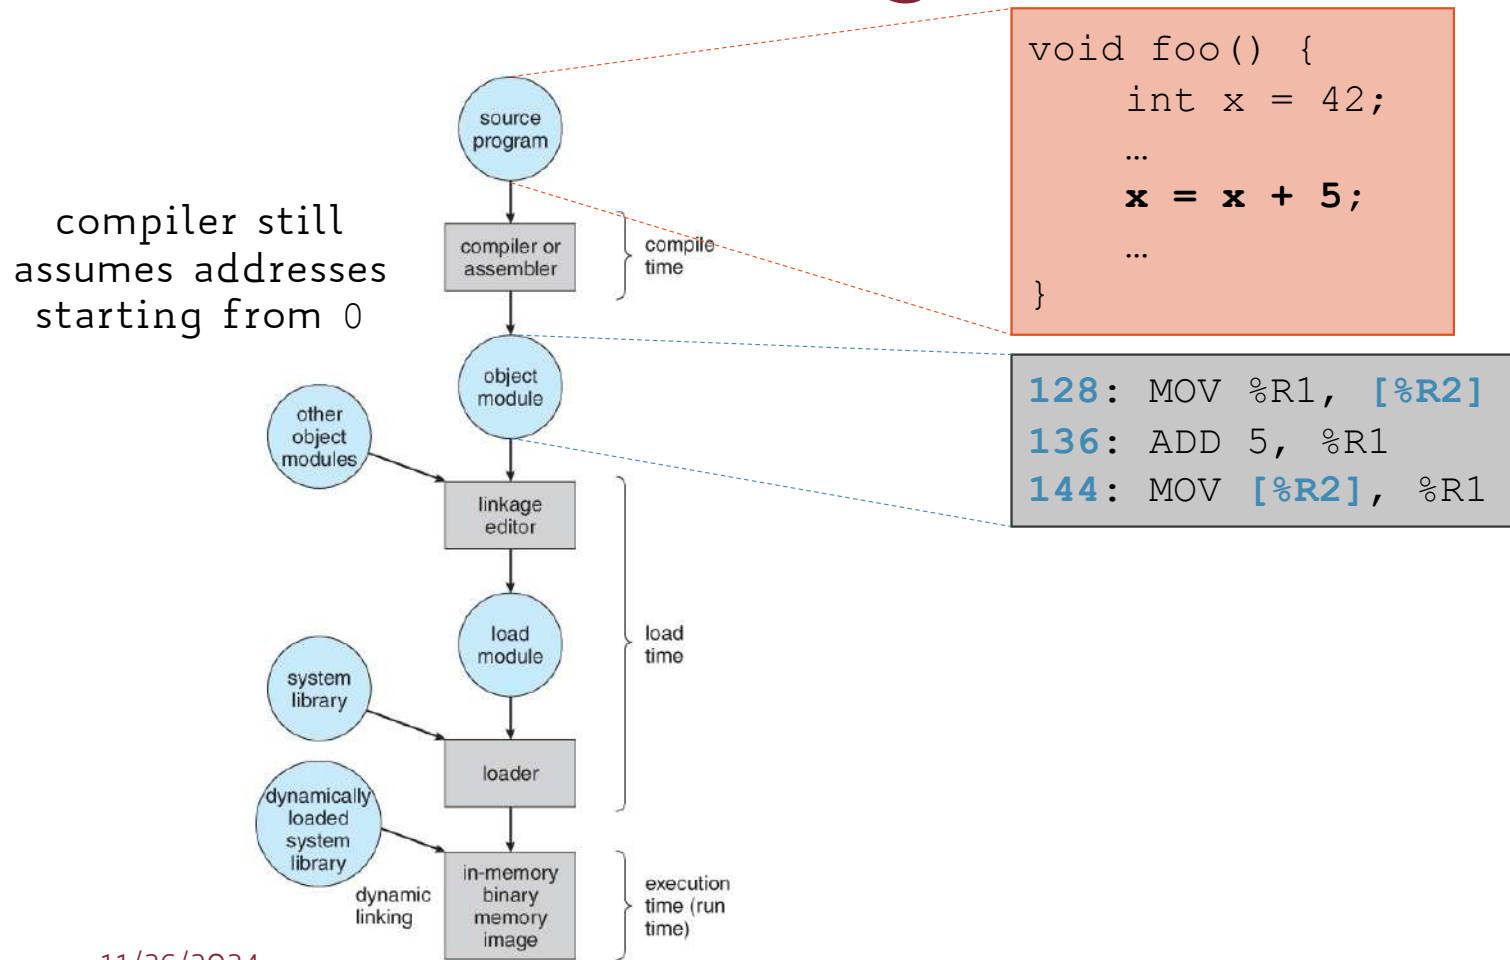 source
program
compiler still
assumes addresses
starting from 0
compiler or
assembler
compile
time
object
module
other
object
modules
linkage
editor
load
module
load
time
system
library
loader
dynamically
loaded
system
library
dynamic
linking
in-memory
binary
memory
image
execution
time (run
time)
void foo() {
int x = 42;
…
x = x + 5;
…
}
128: MOV %R1, [%R2]
136: ADD 5, %R1
144: MOV [%R2], %R1